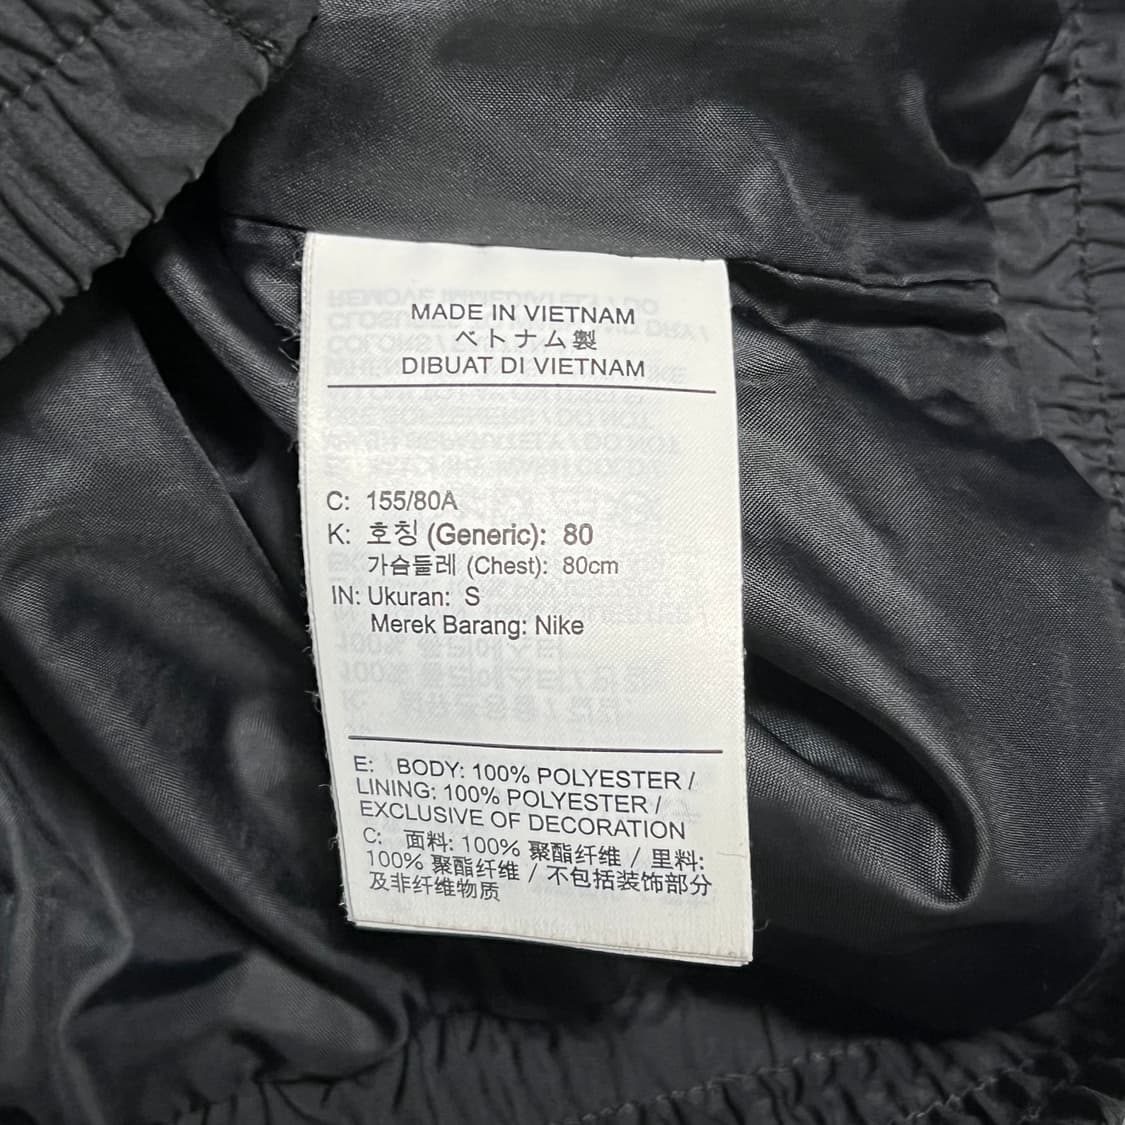 MADE IN VIETNAM
ベトナム製
DIBUAT DI VIETNAM
C: 155/80A
K: 호칭 (Generic): 80
가슴둘레 (Chest): 80cm
IN: Ukuran: S
Merek Barang: Nike
E: BODY: 100% POLYESTER /
LINING: 100% POLYESTER /
EXCLUSIVE OF DECORATION
C: 面料: 100% 聚酯纤维 / 里料:
100% 聚酯纤维 / 不包括装饰部分
及非纤维物质